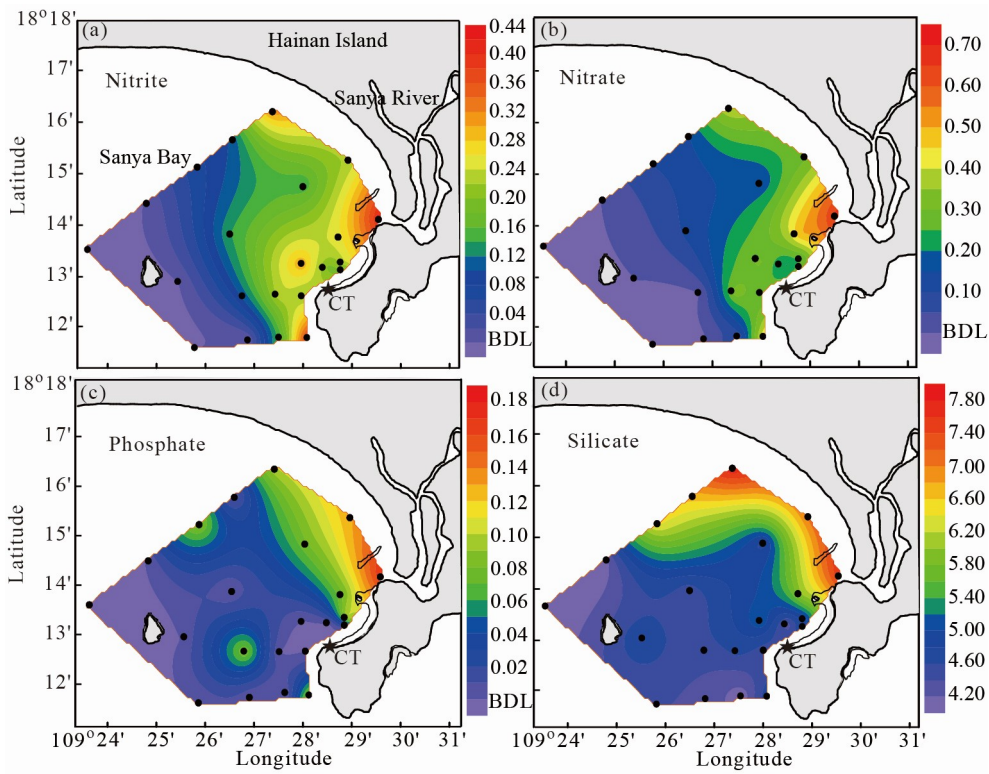 18°18'
(a)
Hainan Island
0.44
17'
Nitrite
0.40
0.36
Sanya River
16'
0.32
0.28
Sanya Bay
15'
0.24
0.20
Latitude
14'
0.16
0.12
13'
0.08
CT
0.04
12'
BDL
(b)
0.70
Nitrate
0.60
0.50
0.40
0.30
0.20
0.10
CT
BDL
18°18'
(c)
0.18
17'
Phosphate
0.16
0.14
16'
0.12
15'
0.10
0.08
Latitude
14'
0.06
13'
0.04
CT
0.02
12'
BDL
109°24' 25' 27' 28' 29' 30' 31'
Longitude
(d)
7.80
Silicate
7.40
7.00
6.60
6.20
5.80
5.40
5.00
4.60
CT
4.20
109°24' 25' 27' 28' 29' 30' 31'
Longitude